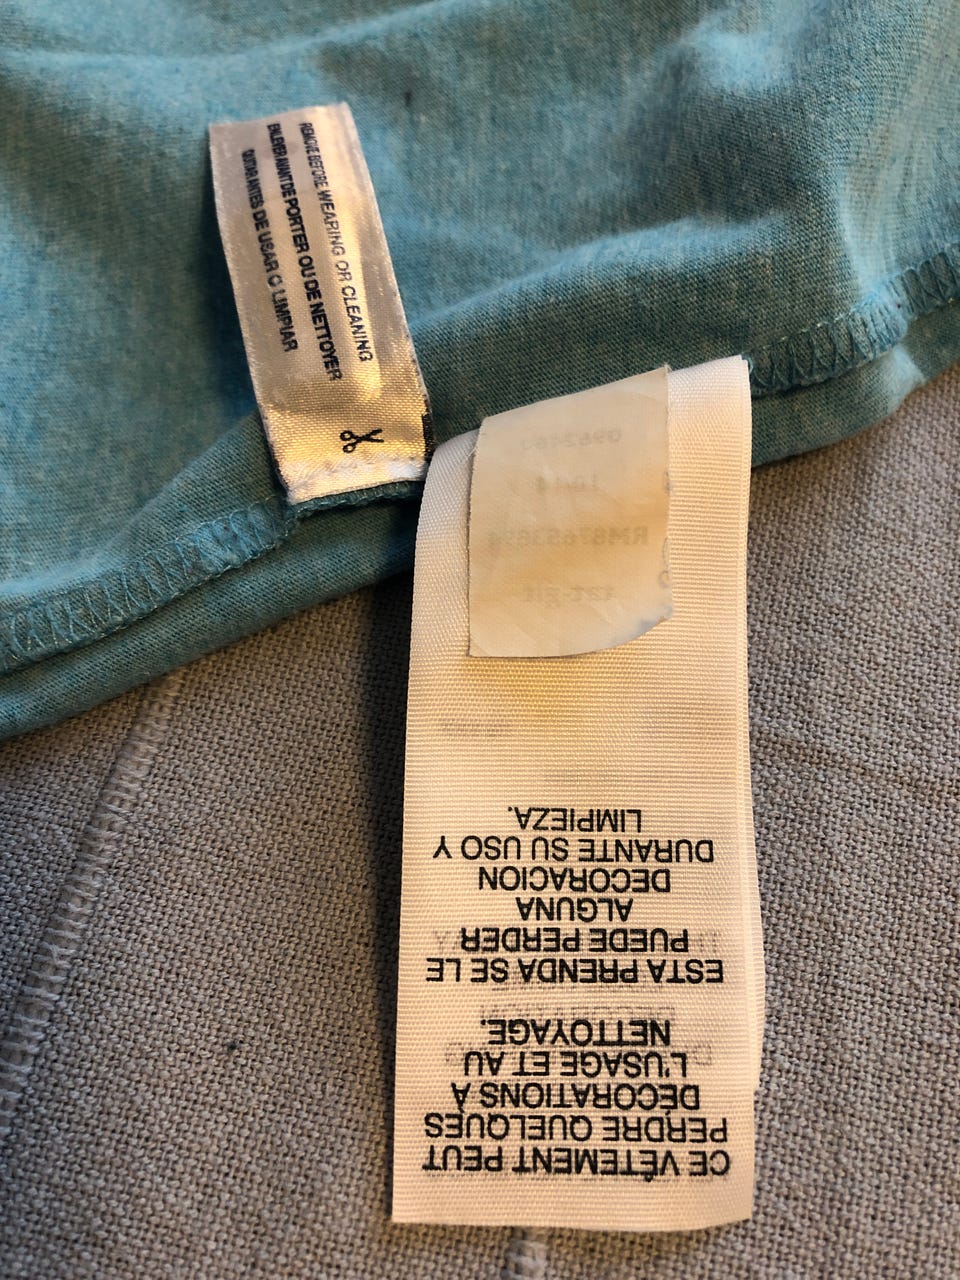 REMOVE BEFORE WEARING OR CLEANING
ENLEVER AVANT DE PORTER OU DE NETTOYER
QUITAR ANTES DE USAR O LIMPIAR
CE VÊTEMENT PEUT
PERDRE QUELQUES
DÉCORATIONS À
L'USAGE ET AU
NETTOYAGE.
ESTA PRENDA SE LE
PUEDE PERDER
ALGUNA
DECORACION
DURANTE SU USO Y
LIMPIEZA.